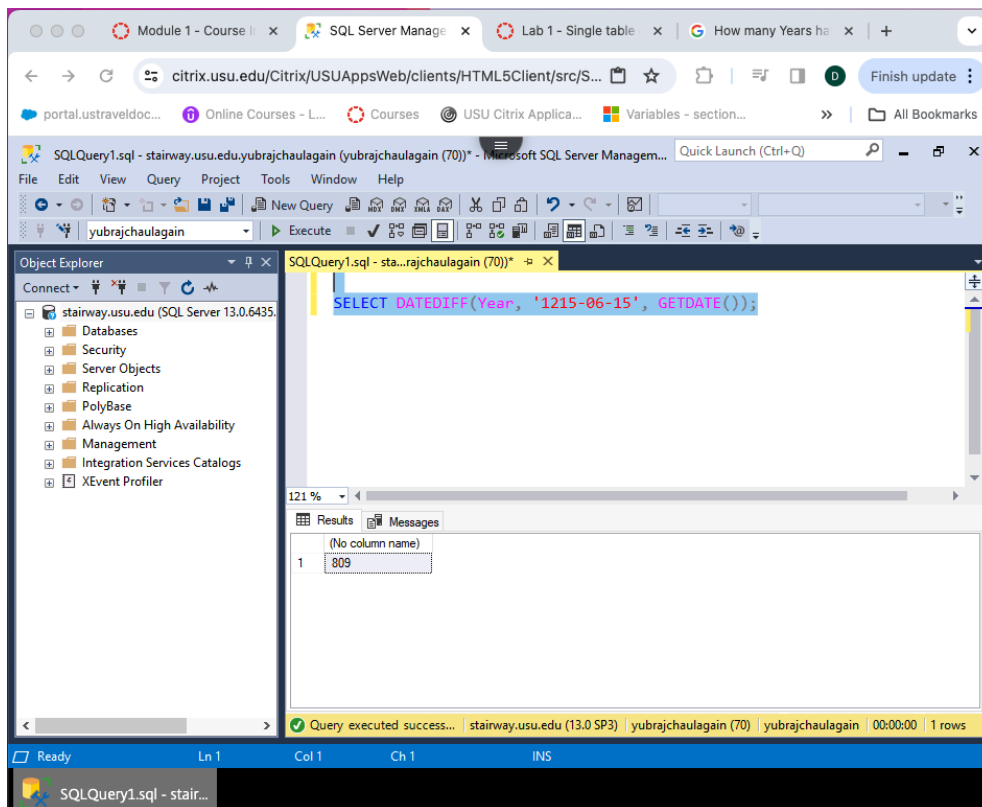 Module 1 - Course I
SQL Server Manage
Lab 1 - Single table
How many Years ha
citrix.usu.edu/Citrix/USUAppsWeb/clients/HTML5Client/src/S...
D
Finish update
portal.ustraveldoc...
Online Courses - L...
Courses
USU Citrix Applica...
Variables - section...
»
All Bookmarks
SQLQuery1.sql - stairway.usu.edu.yubrajchaulagain (yubrajchaulagain (70))* - Microsoft SQL Server Managem...
Quick Launch (Ctrl+Q)
File Edit View Query Project Tools Window Help
New Query
MDX DMX XMLA DAX
yubrajchaulagain
Execute
Object Explorer
SQLQuery1.sql - sta...rajchaulagain (70))*
Connect
SELECT DATEDIFF(Year, '1215-06-15', GETDATE());
stairway.usu.edu (SQL Server 13.0.6435.
Databases
Security
Server Objects
Replication
PolyBase
Always On High Availability
Management
Integration Services Catalogs
XEvent Profiler
121 %
Results
Messages
(No column name)
1 809
Query executed success...
stairway.usu.edu (13.0 SP3)
yubrajchaulagain (70)
yubrajchaulagain
00:00:00
1 rows
Ready
Ln 1
Col 1
Ch 1
INS
SQLQuery1.sql - stair...